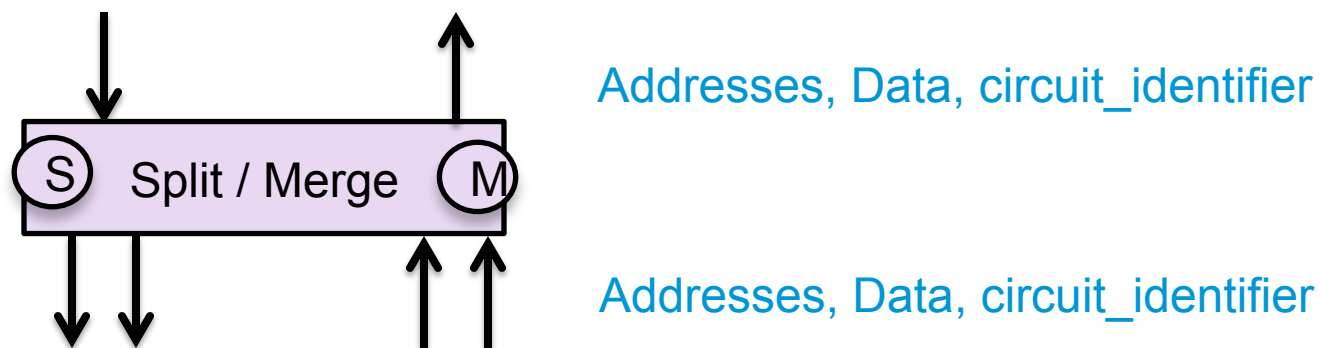 Addresses, Data, circuit_identifier
S Split / Merge M
Addresses, Data, circuit_identifier